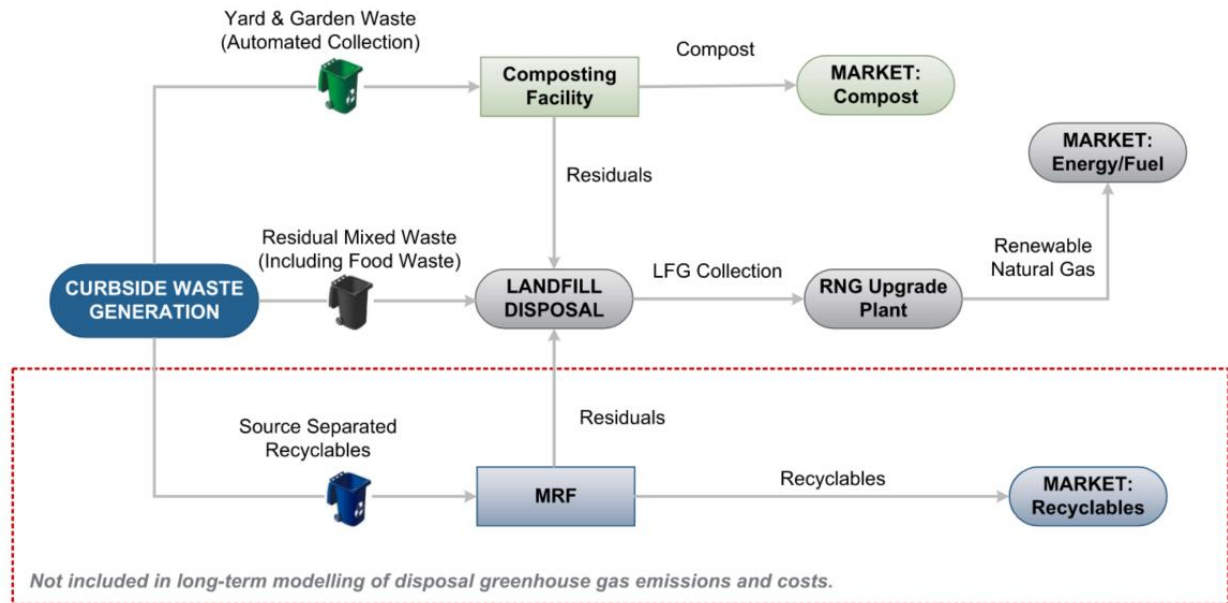 Yard & Garden Waste
(Automated Collection)
Composting
Facility
Compost
MARKET:
Compost
MARKET:
Energy/Fuel
Residuals
Residual Mixed Waste
(Including Food Waste)
CURBSIDE WASTE
GENERATION
LANDFILL
DISPOSAL
LFG Collection
RNG Upgrade
Plant
Renewable
Natural Gas
Source Separated
Recyclables
Residuals
MRF
Recyclables
MARKET:
Recyclables
Not included in long-term modelling of disposal greenhouse gas emissions and costs.